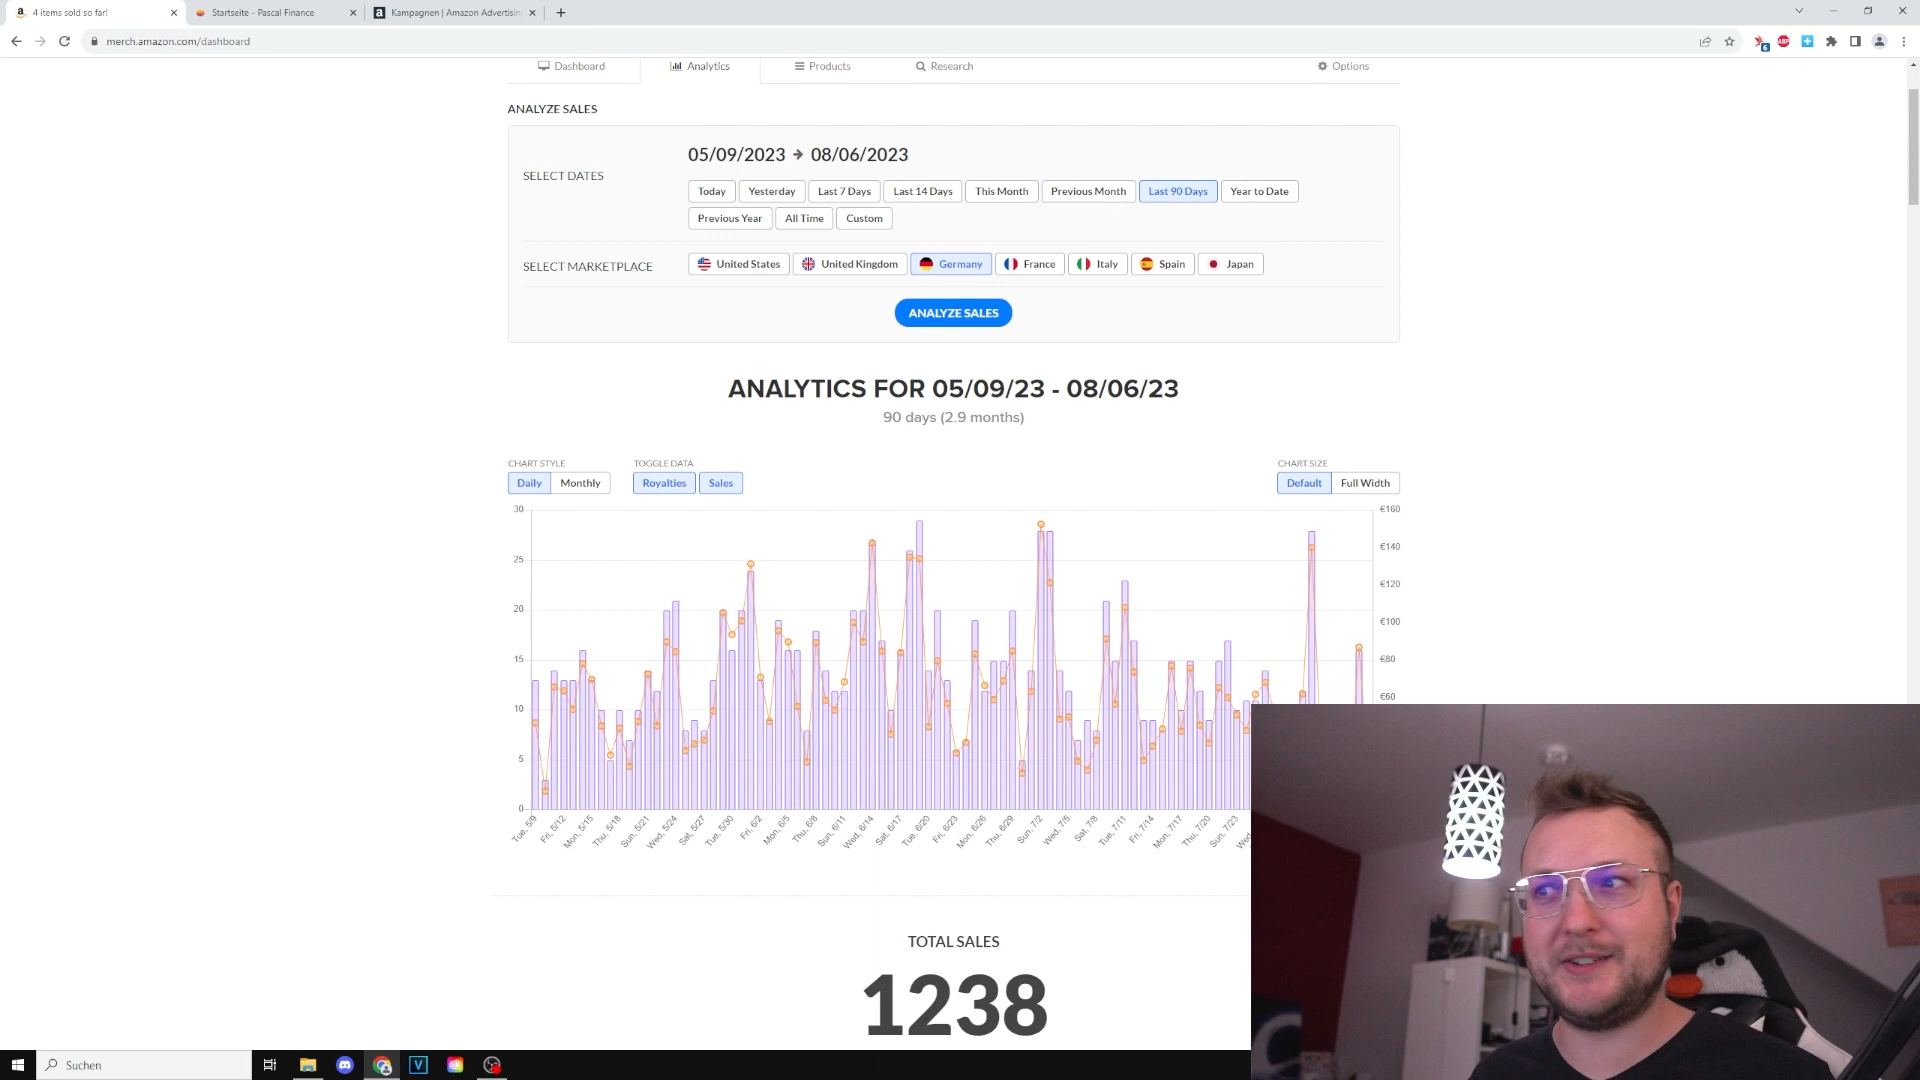 4 items sold so far!
Startseite - Pascal Finance
Kampagnen | Amazon Advertisin
merch.amazon.com/dashboard
6
ABP
Dashboard
Analytics
Products
Research
Options
ANALYZE SALES
SELECT DATES
05/09/2023 → 08/06/2023
Today
Yesterday
Last 7 Days
Last 14 Days
This Month
Previous Month
Last 90 Days
Year to Date
Previous Year
All Time
Custom
SELECT MARKETPLACE
United States
United Kingdom
Germany
France
Italy
Spain
Japan
ANALYZE SALES
ANALYTICS FOR 05/09/23 - 08/06/23
90 days (2.9 months)
CHART STYLE
TOGGLE DATA
CHART SIZE
Daily
Monthly
Royalties
Sales
Default
Full Width
30
25
20
15
10
5
0
€160
€140
€120
€100
€80
€60
Tue, 5/9
Fri, 5/12
Mon, 5/15
Thu, 5/18
Sun, 5/21
Wed, 5/24
Sat, 5/27
Tue, 5/30
Fri, 6/2
Mon, 6/5
Thu, 6/8
Sun, 6/11
Wed, 6/14
Sat, 6/17
Tue, 6/20
Fri, 6/23
Mon, 6/26
Thu, 6/29
Sun, 7/2
Wed, 7/5
Sat, 7/8
Tue, 7/11
Fri, 7/14
Mon, 7/17
Thu, 7/20
Sun, 7/23
Wed
TOTAL SALES
1238
Suchen
V